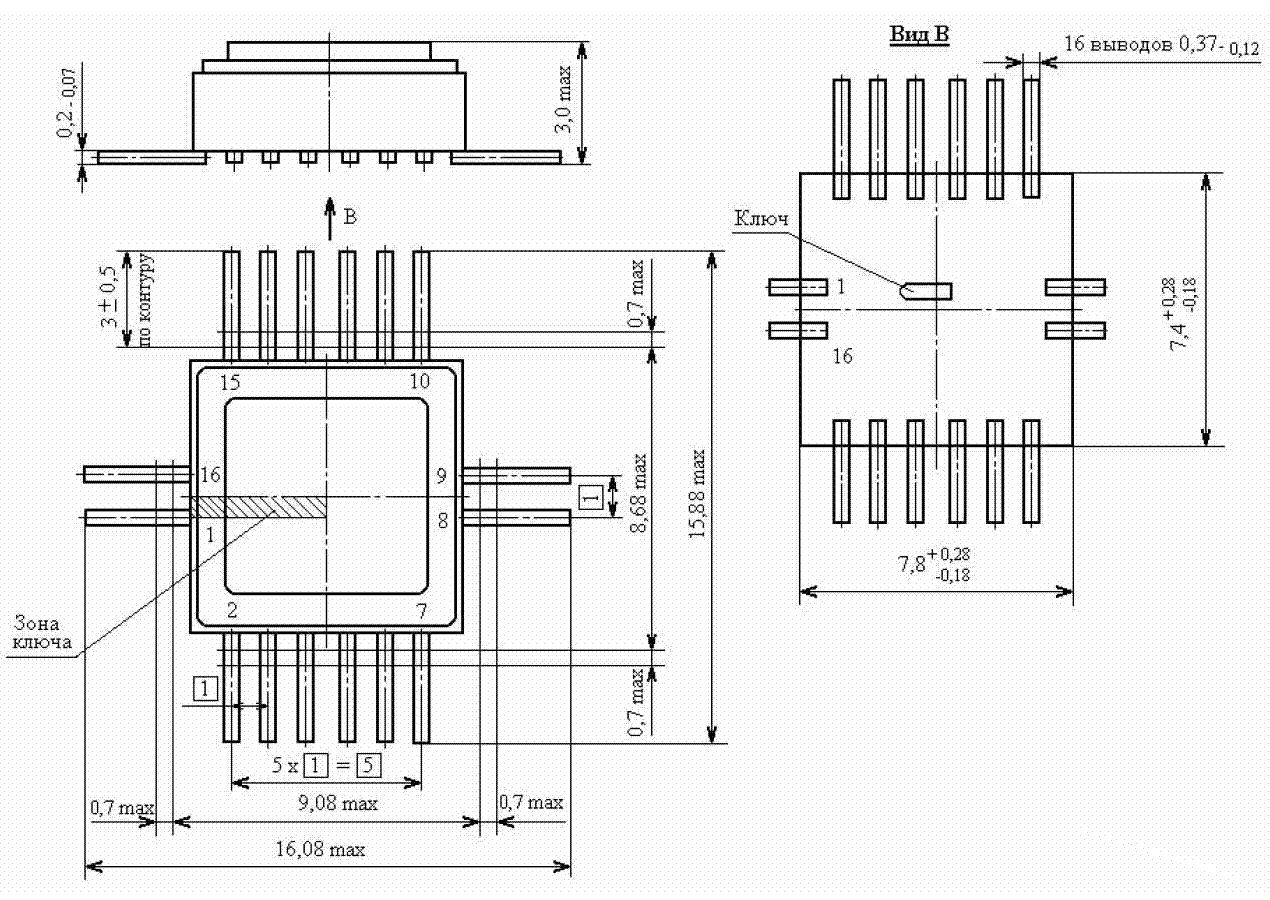 Вид В
16 выводов 0,37- 0,12
0,2 - 0,07
3,0 max
В
Ключ
3 ± 0,5
по контуру
0,7 max
1
16
7,4 +0,28 -0,18
15
10
16
9
1
8
1
8,68 max
15,88 max
7,8 +0,28 -0,18
2
7
Зона
ключа
1
0,7 max
5 x 1 = 5
0,7 max
9,08 max
0,7 max
16,08 max